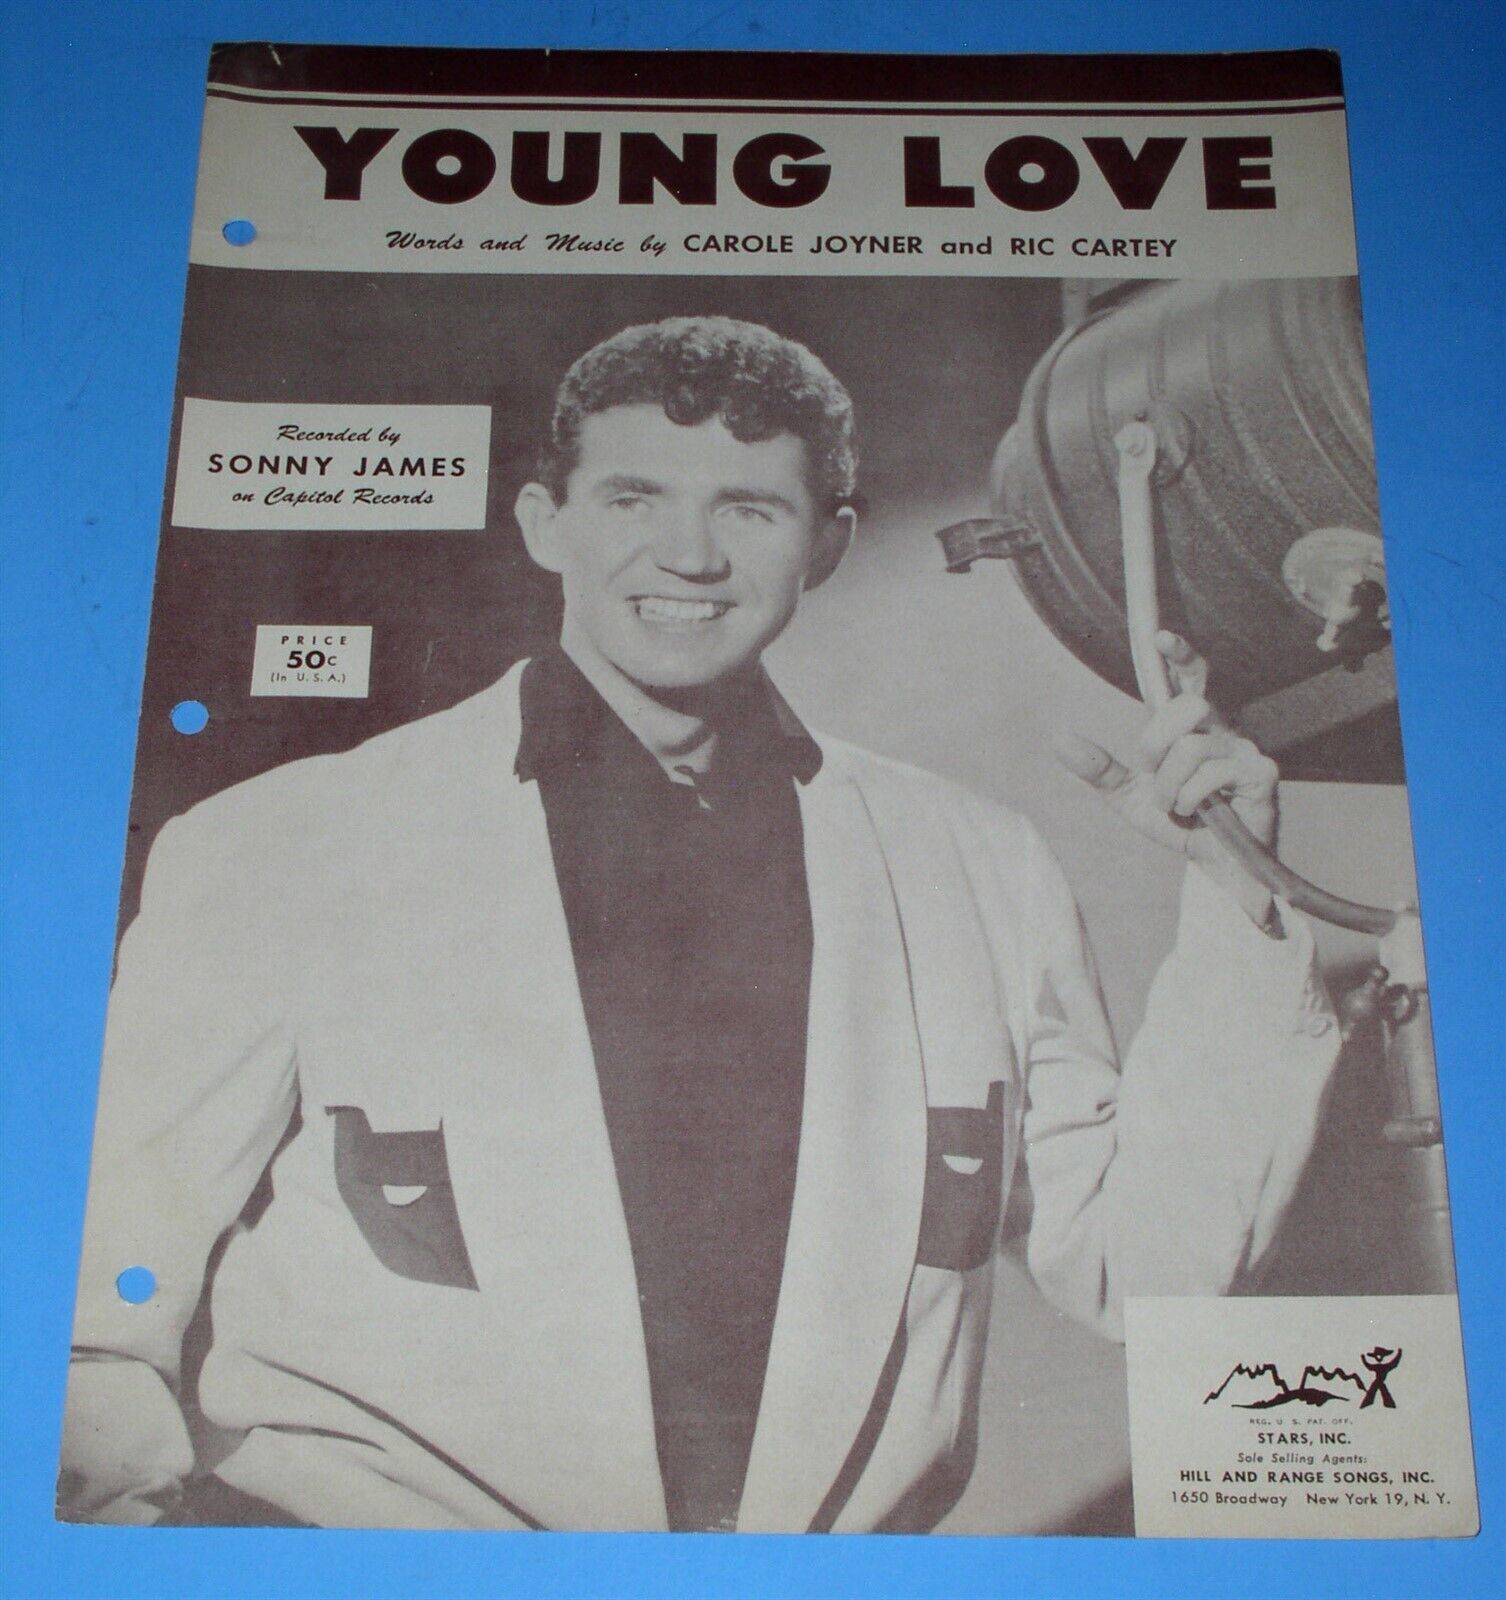 YOUNG LOVE
Words and Music by CAROLE JOYNER and RIC CARTEY
Recorded by
SONNY JAMES
on Capitol Records
PRICE
50c
(In U.S.A.)
REG. U. S. PAT. OFF.
STARS, INC.
Sole Selling Agents:
HILL AND RANGE SONGS, INC.
1650 Broadway New York 19, N. Y.